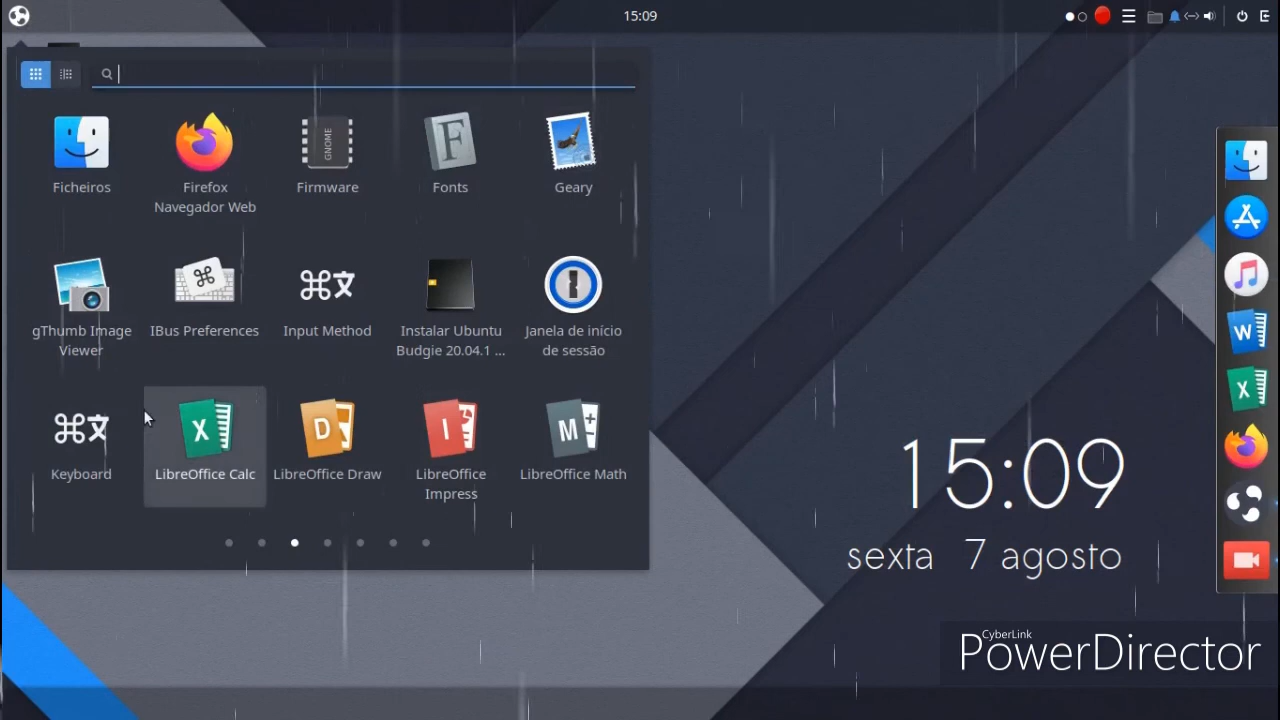 15:09
Ficheiros
Firefox
Navegador Web
Firmware
GNOME
Fonts
Geary
gThumb Image
Viewer
IBus Preferences
Input Method
Instalar Ubuntu
Budgie 20.04.1 ...
Janela de início
de sessão
Keyboard
LibreOffice Calc
LibreOffice Draw
LibreOffice
Impress
LibreOffice Math
15:09
sexta 7 agosto
CyberLink
PowerDirector